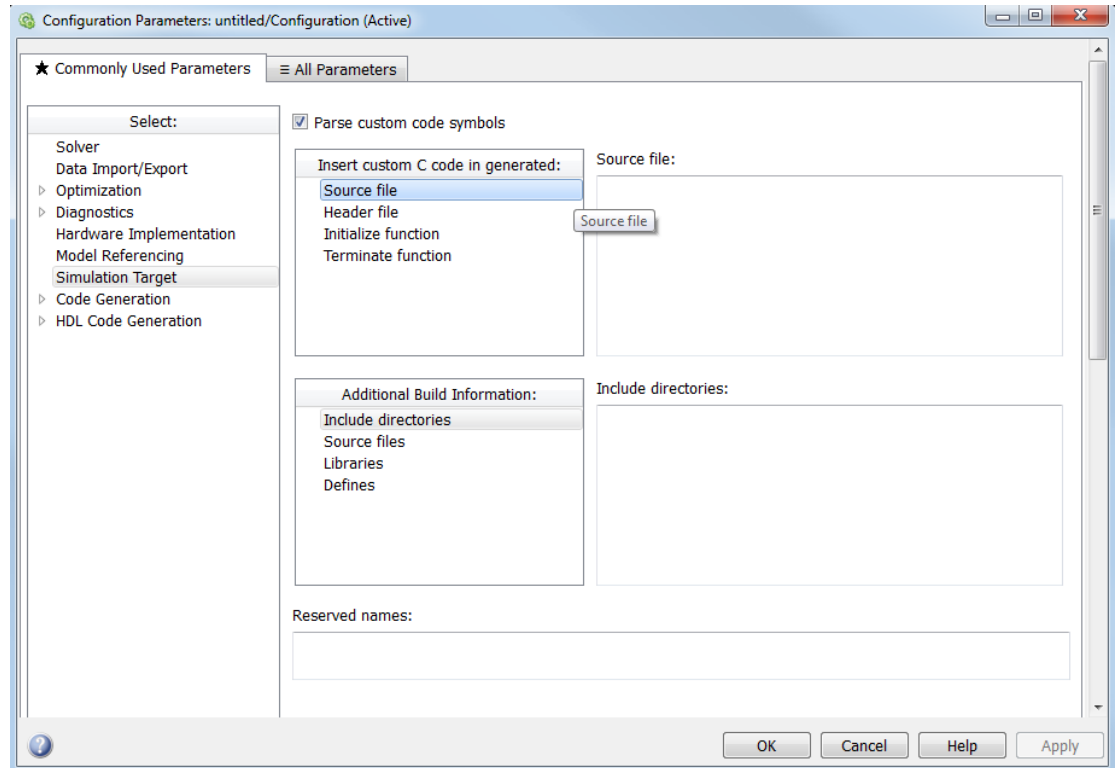 Configuration Parameters: untitled/Configuration (Active)
★ Commonly Used Parameters
≡ All Parameters
Select:
Solver
Data Import/Export
Optimization
Diagnostics
Hardware Implementation
Model Referencing
Simulation Target
Code Generation
HDL Code Generation
Parse custom code symbols
Insert custom C code in generated:
Source file
Header file
Initialize function
Terminate function
Source file:
Source file
Additional Build Information:
Include directories
Source files
Libraries
Defines
Include directories:
Reserved names:
OK
Cancel
Help
Apply